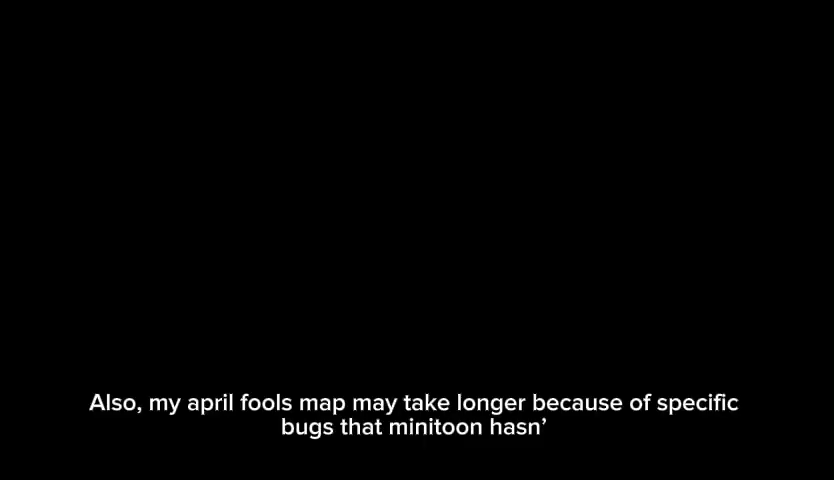 Also, my april fools map may take longer because of specific
bugs that minitoon hasn’